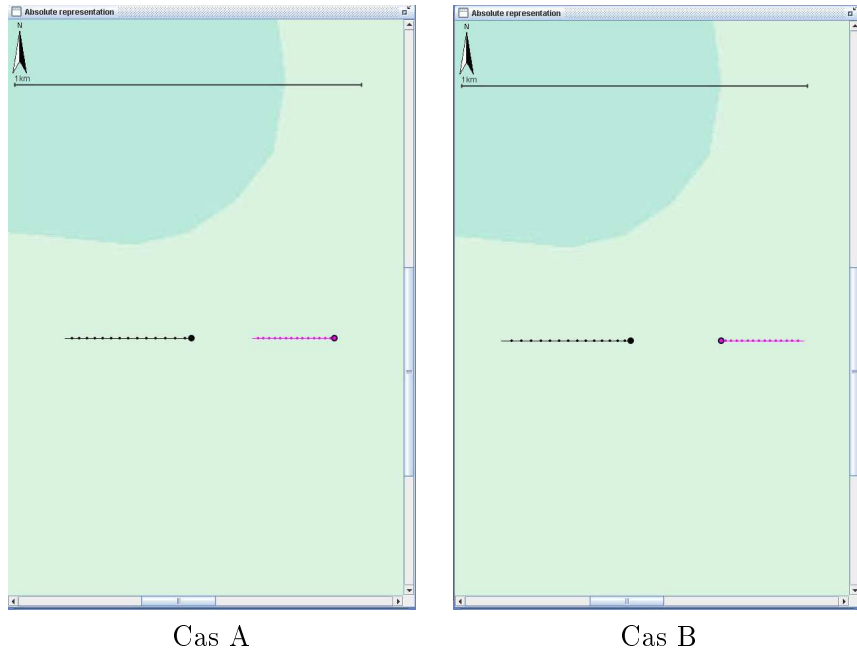 Absolute representation
N
1km
Absolute representation
N
1km
Cas A
Cas B